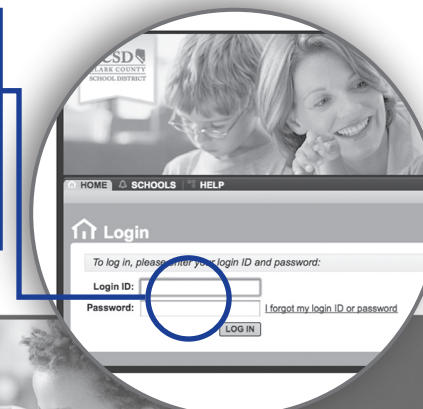 CCSD
CLARK COUNTY
SCHOOL DISTRICT
HOME SCHOOLS HELP
Login
To log in, please enter your login ID and password:
Login ID:
Password: I forgot my login ID or password
LOG IN